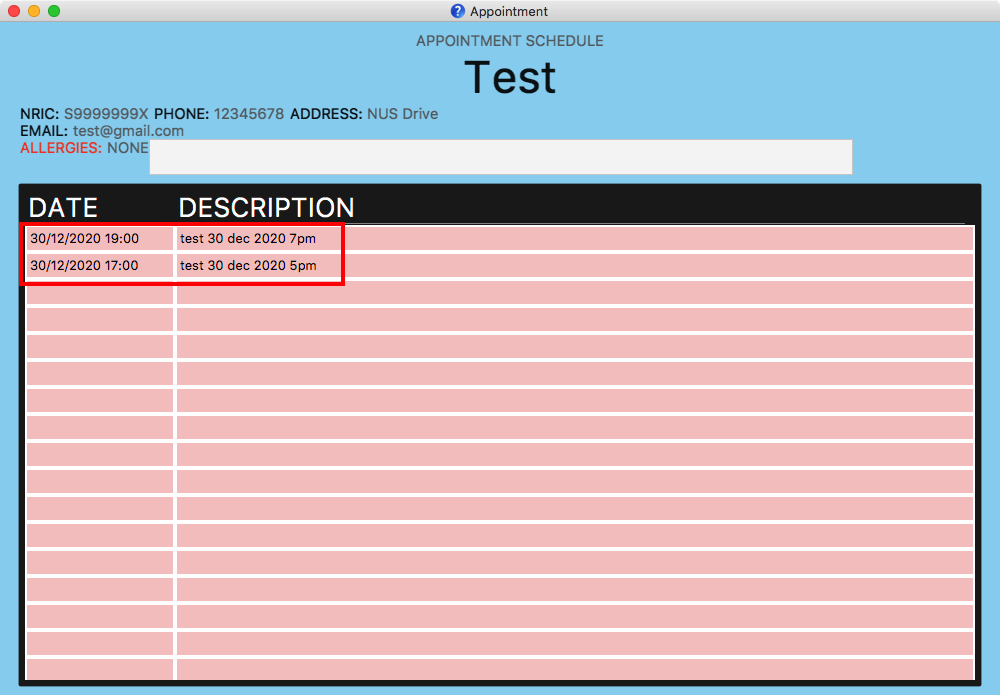 Appointment
APPOINTMENT SCHEDULE
Test
NRIC: S9999999X PHONE: 12345678 ADDRESS: NUS Drive
EMAIL: test@gmail.com
ALLERGIES: NONE
DATE DESCRIPTION
30/12/2020 19:00 test 30 dec 2020 7pm
30/12/2020 17:00 test 30 dec 2020 5pm